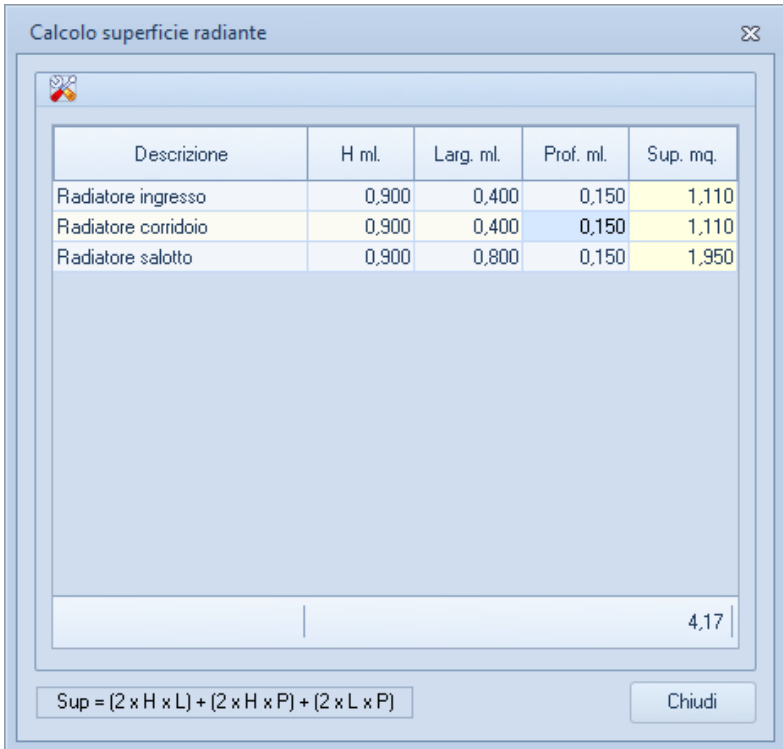 Calcolo superficie radiante
Descrizione H ml. Larg. ml. Prof. ml. Sup. mq.
Radiatore ingresso 0,900 0,400 0,150 1,110
Radiatore corridoio 0,900 0,400 0,150 1,110
Radiatore salotto 0,900 0,800 0,150 1,950
4,17
Sup = (2 x H x L) + (2 x H x P) + (2 x L x P) Chiudi